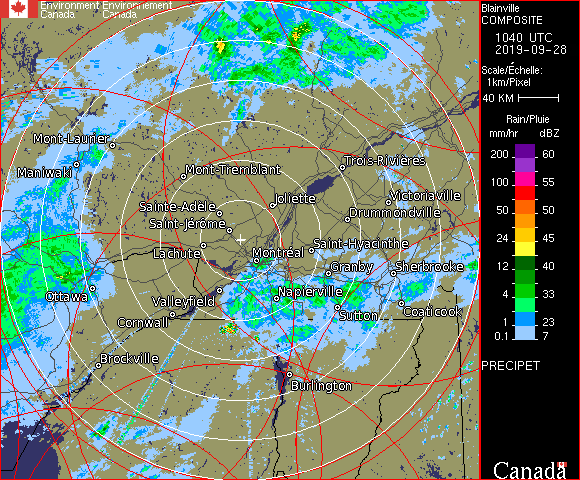 Environment Environnement
Canada Canada
Blainville
COMPOSITE
1040 UTC
2019-09-28
Scale/Échelle:
1km/Pixel
40 KM
Rain/Pluie
mm/hr dBZ
200 60
100 55
50 50
24 45
12 40
4 33
1 23
0.1 7
PRECIPET
Canada
Mont-Laurier
Maniwaki
Mont-Tremblant
Trois-Rivières
Sainte-Adèle
Joliette
Victoriaville
Saint-Jérôme
Drummondville
Lachute
Montréal
Saint-Hyacinthe
Granby
Sherbrooke
Ottawa
Valleyfield
Napierville
Cornwall
Sutton
Coaticook
Brockville
Burlington